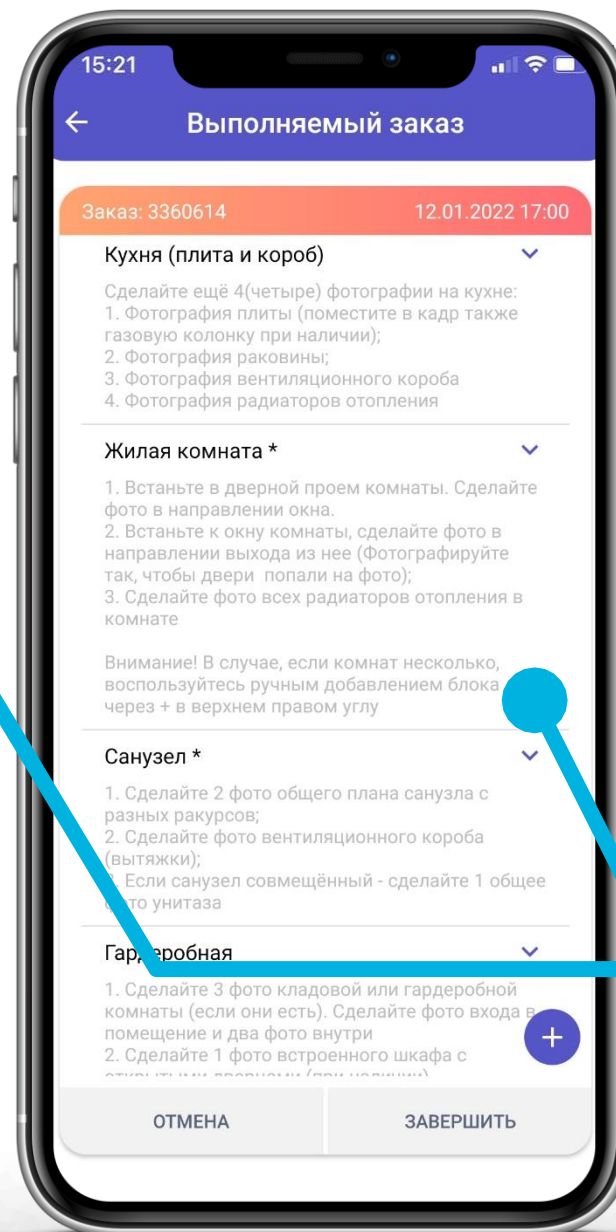 15:21
Выполняемый заказ
Заказ: 3360614
12.01.2022 17:00
Кухня (плита и короб)
Сделайте ещё 4(четыре) фотографии на кухне:
1. Фотография плиты (поместите в кадр также
газовую колонку при наличии);
2. Фотография раковины;
3. Фотография вентиляционного короба
4. Фотография радиаторов отопления
Жилая комната *
1. Встаньте в дверной проем комнаты. Сделайте
фото в направлении окна.
2. Встаньте к окну комнаты, сделайте фото в
направлении выхода из нее (Фотографируйте
так, чтобы двери попали на фото);
3. Сделайте фото всех радиаторов отопления в
комнате
Внимание! В случае, если комнат несколько,
воспользуйтесь ручным добавлением блока
через + в верхнем правом углу
Санузел *
1. Сделайте 2 фото общего плана санузла с
разных ракурсов;
2. Сделайте фото вентиляционного короба
(вытяжки);
3. Если санузел совмещённый - сделайте 1 общее
фото унитаза
Гардеробная
1. Сделайте 3 фото кладовой или гардеробной
комнаты (если они есть). Сделайте фото входа в
помещение и два фото внутри
2. Сделайте 1 фото встроенного шкафа с
открытыми дверцами (при наличии)
+
ОТМЕНА
ЗАВЕРШИТЬ